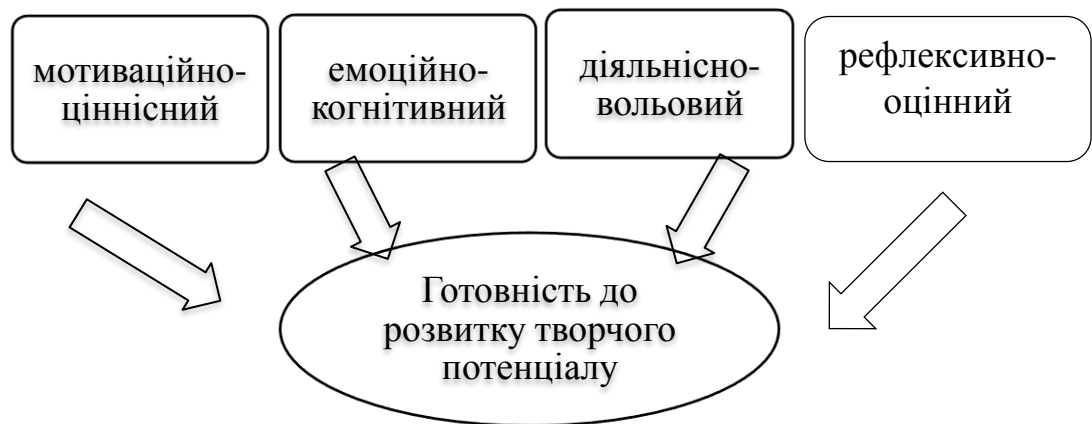 мотиваційно-
ціннісний
емоційно-
когнітивний
діяльнісно-
вольовий
рефлексивно-
оцінний
Готовність до
розвитку творчого
потенціалу